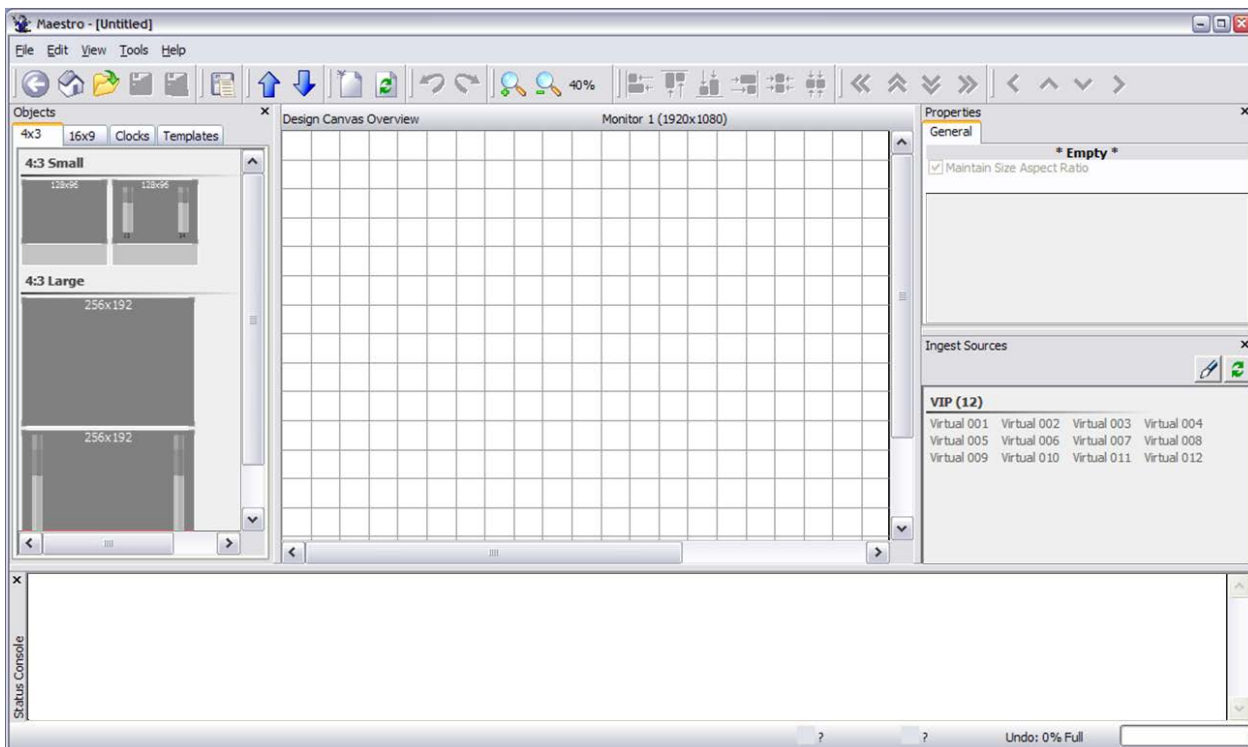 Maestro - [Untitled]
File Edit View Tools Help
40%
Objects
4x3 16x9 Clocks Templates
4:3 Small
128x96 128x96
13 14
4:3 Large
256x192
256x192
Design Canvas Overview Monitor 1 (1920x1080)
Properties
General
* Empty *
Maintain Size Aspect Ratio
Ingest Sources
VIP (12)
Virtual 001 Virtual 002 Virtual 003 Virtual 004
Virtual 005 Virtual 006 Virtual 007 Virtual 008
Virtual 009 Virtual 010 Virtual 011 Virtual 012
Status Console
? ? Undo: 0% Full